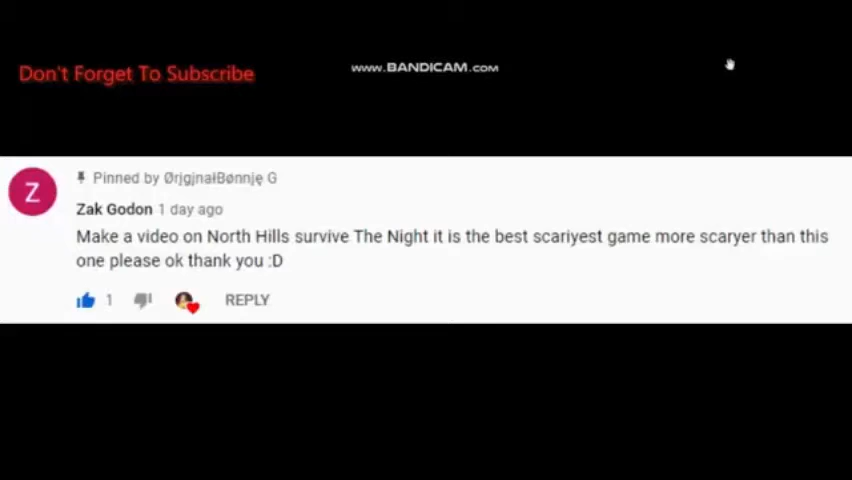 Don't Forget To Subscribe
www.BANDICAM.com
Pinned by ØrjgjnałBønnję G
Zak Godon 1 day ago
Make a video on North Hills survive The Night it is the best scariyest game more scaryer than this
one please ok thank you :D
1 REPLY
Z